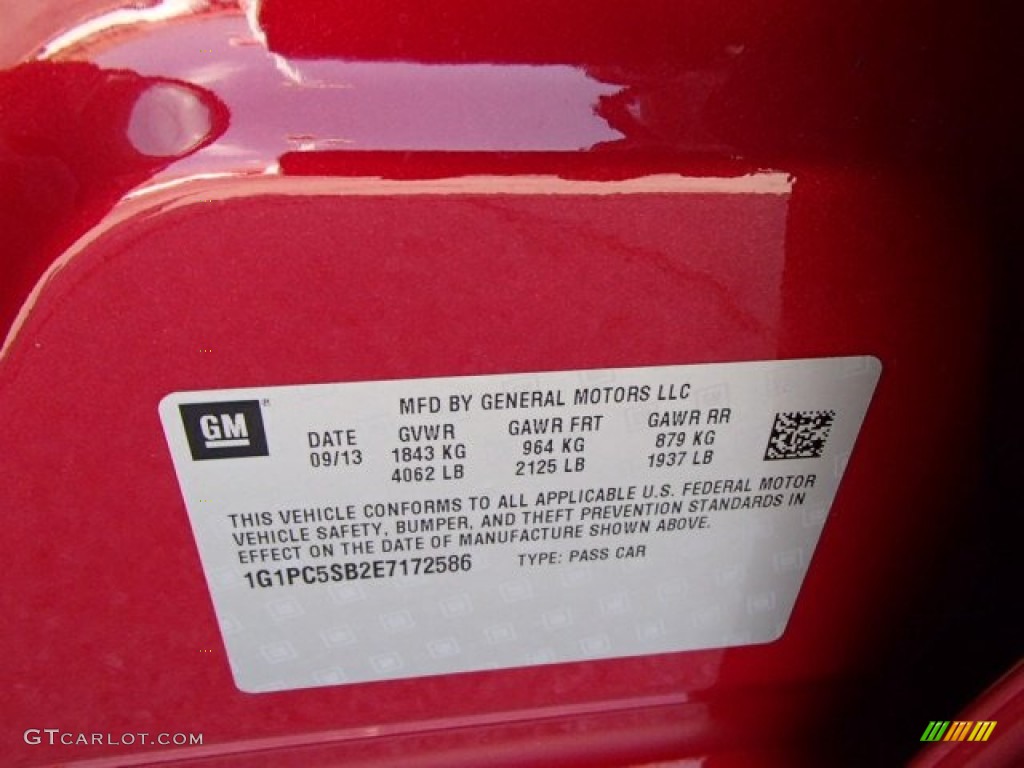 GM
MFD BY GENERAL MOTORS LLC
DATE GVWR GAWR FRT GAWR RR
09/13 1843 KG 964 KG 879 KG
4062 LB 2125 LB 1937 LB
THIS VEHICLE CONFORMS TO ALL APPLICABLE U.S. FEDERAL MOTOR
VEHICLE SAFETY, BUMPER, AND THEFT PREVENTION STANDARDS IN
EFFECT ON THE DATE OF MANUFACTURE SHOWN ABOVE.
1G1PC5SB2E7172586 TYPE: PASS CAR
GTCARLOT.COM